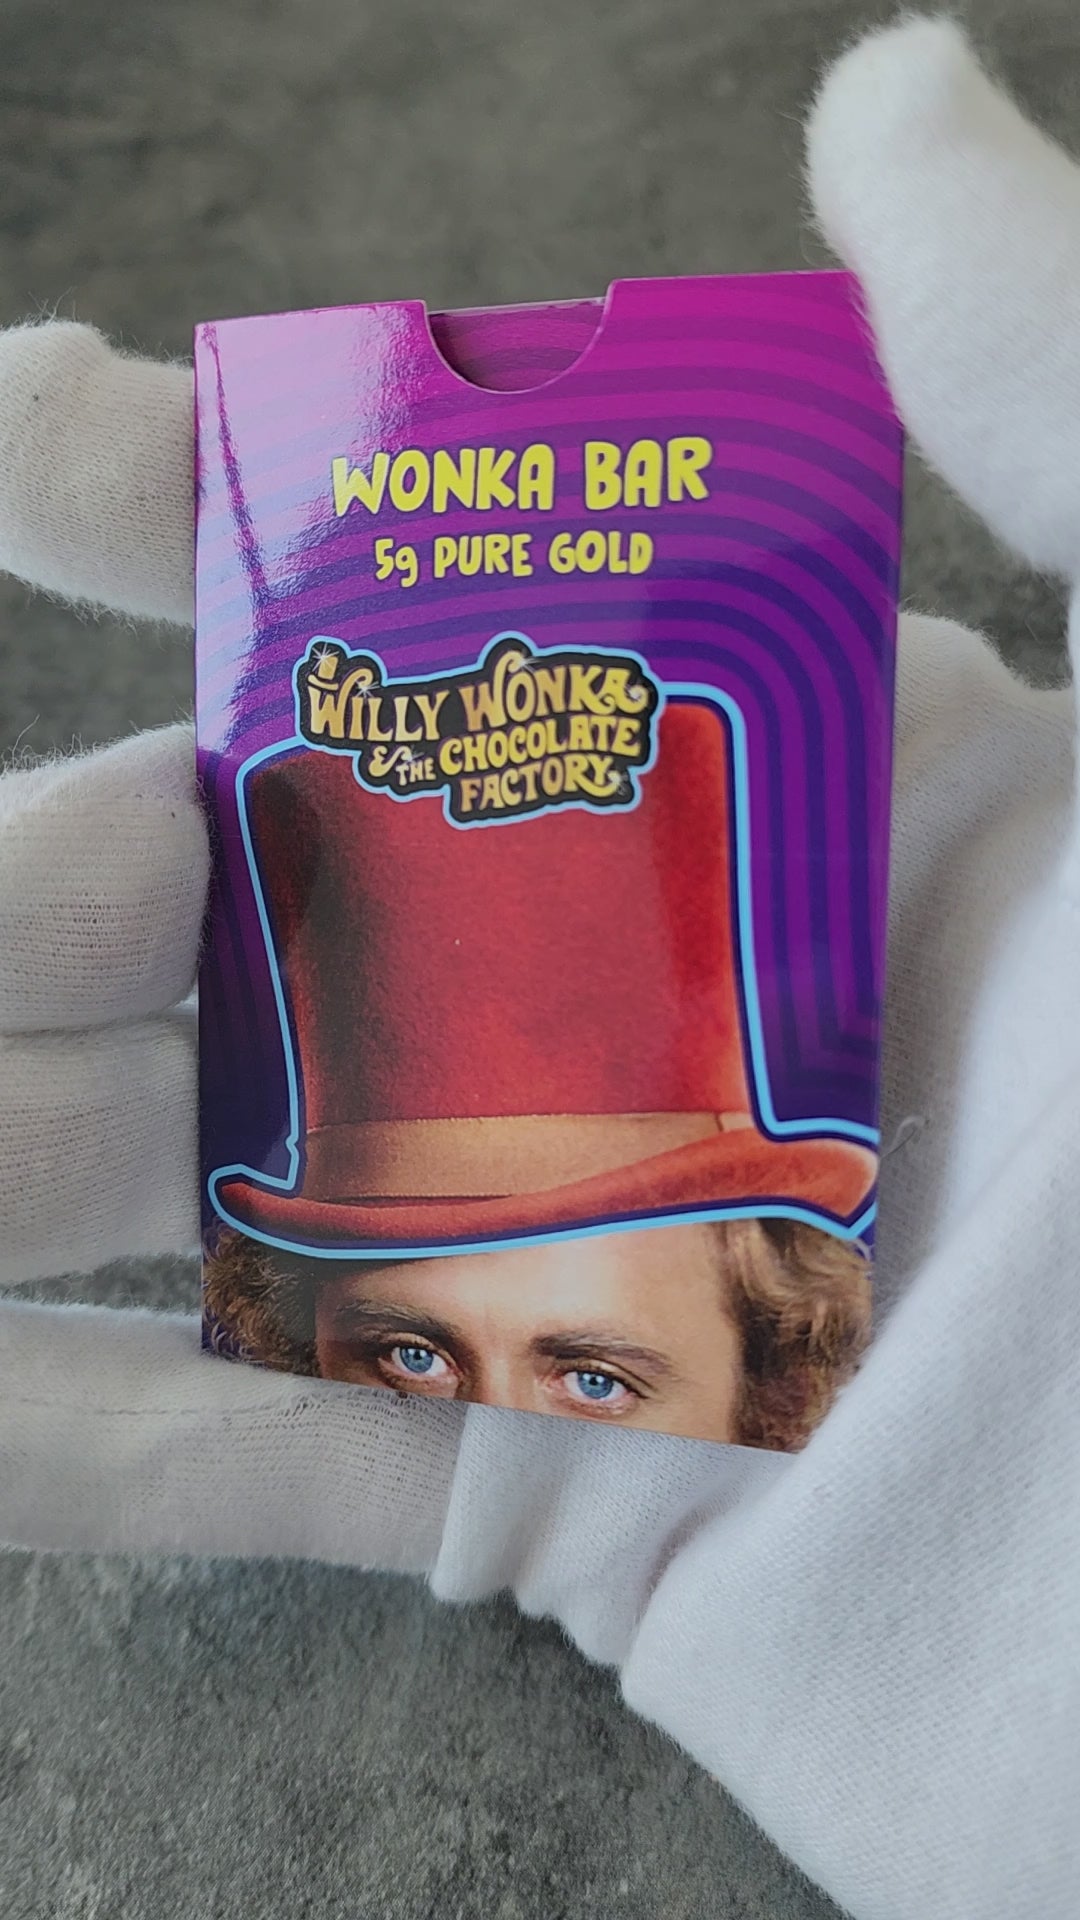 WONKA BAR
5g PURE GOLD
WILLY WONKA
& THE CHOCOLATE
FACTORY